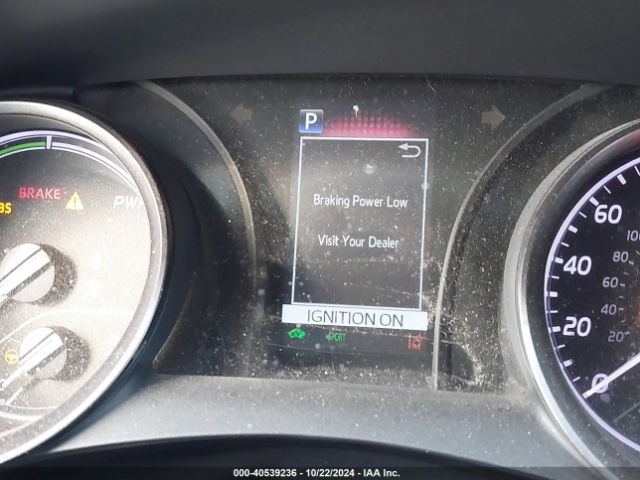 P
BRAKE
BS
PW
Braking Power Low
Visit Your Dealer
IGNITION ON
SPORT
60
40
20
0
100
80
60
40
20
000-40539236 - 10/22/2024 - IAA Inc.